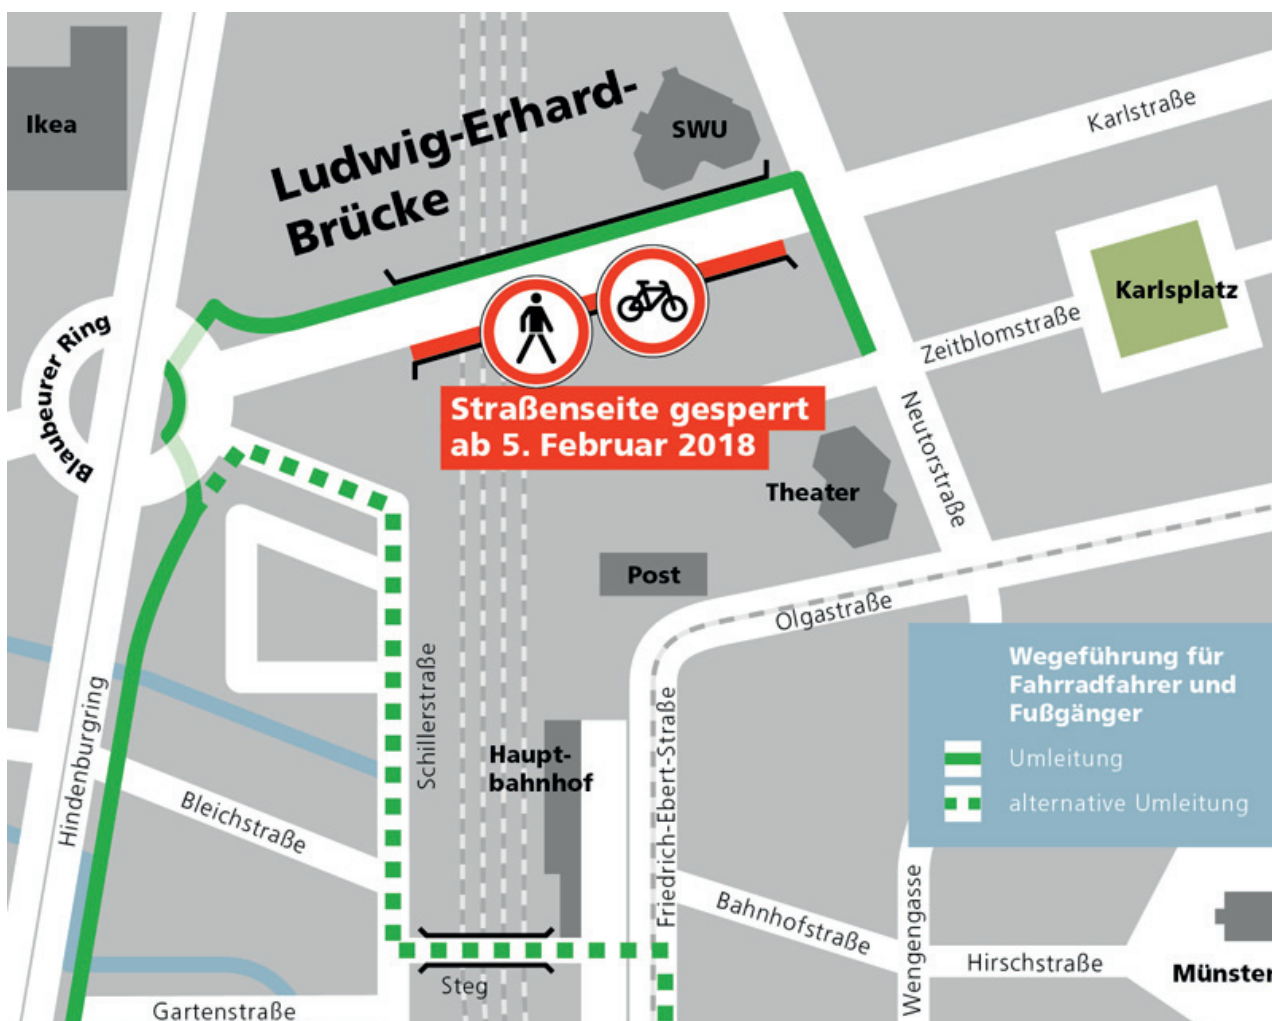 Ikea
Ludwig-Erhard-
Brücke
SWU
Karlstraße
Karlsplatz
Zeitblomstraße
Blaubeurer Ring
Straßenseite gesperrt
ab 5. Februar 2018
Neutorstraße
Theater
Post
Olgastraße
Wegeführung für
Fahrradfahrer und
Fußgänger
Umleitung
alternative Umleitung
Hindenburgring
Schillerstraße
Haupt-
bahnhof
Friedrich-Ebert-Straße
Bleichstraße
Bahnhofstraße
Wengengasse
Hirschstraße
Münster
Steg
Gartenstraße